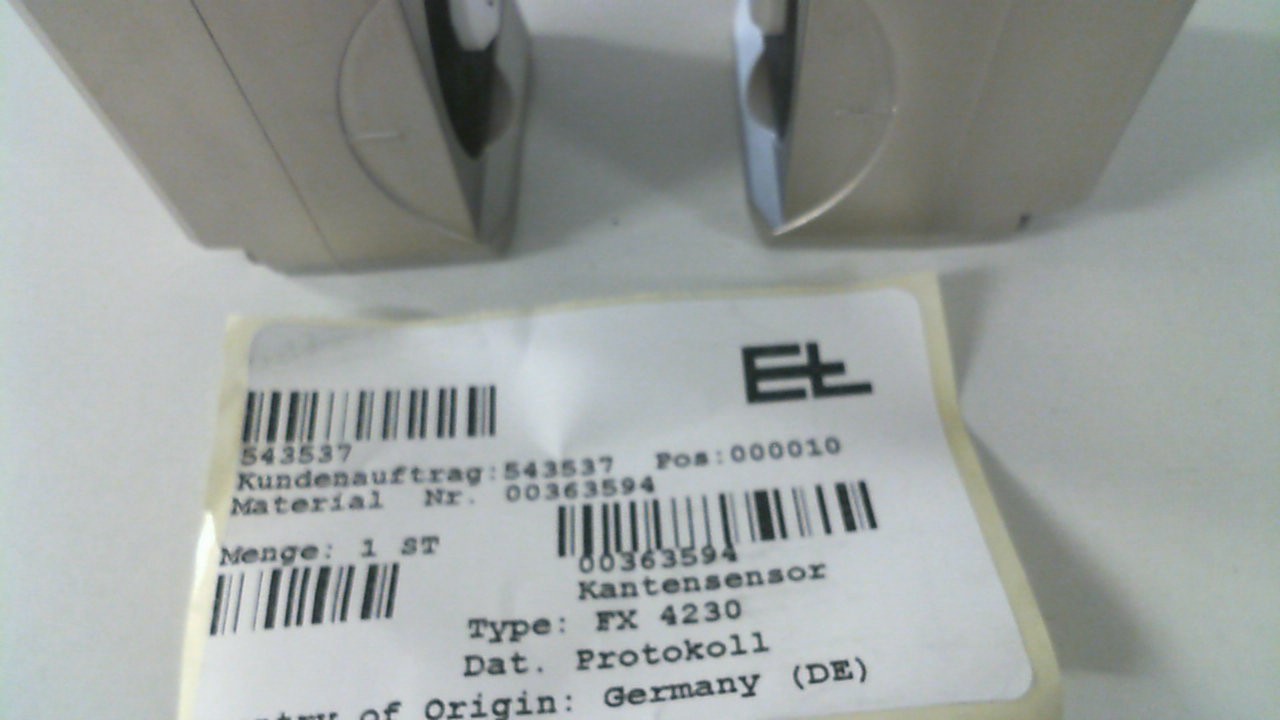 E+L
543537
Kundenauftrag:543537 Pos:000010
Material Nr. 00363594
Menge: 1 ST
00363594
Kantensensor
Type: FX 4230
Dat. Protokoll
of Origin: Germany (DE)